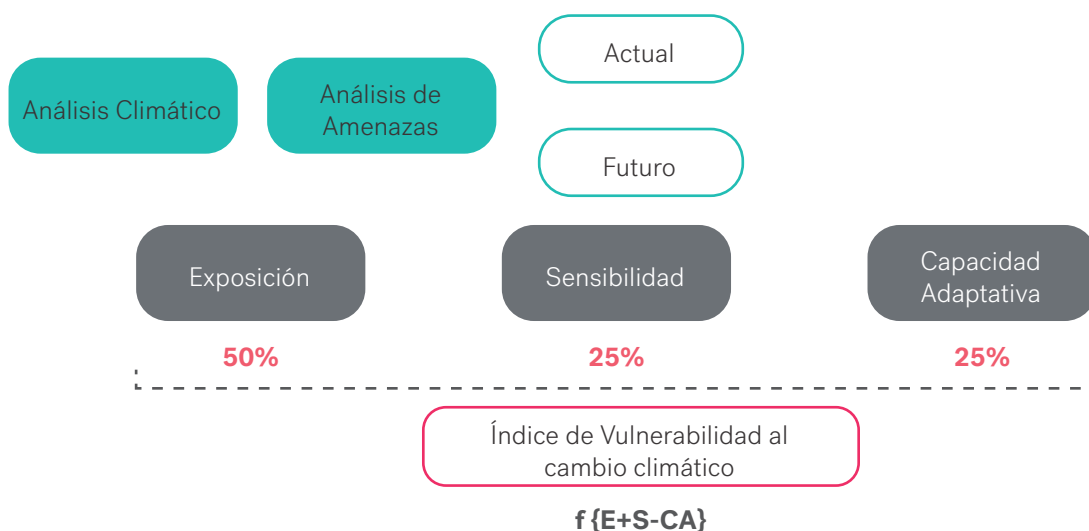 Análisis Climático
Análisis de
Amenazas
Actual
Futuro
Exposición
Sensibilidad
Capacidad
Adaptativa
50%
25%
25%
Índice de Vulnerabilidad al
cambio climático
f {E+S-CA}